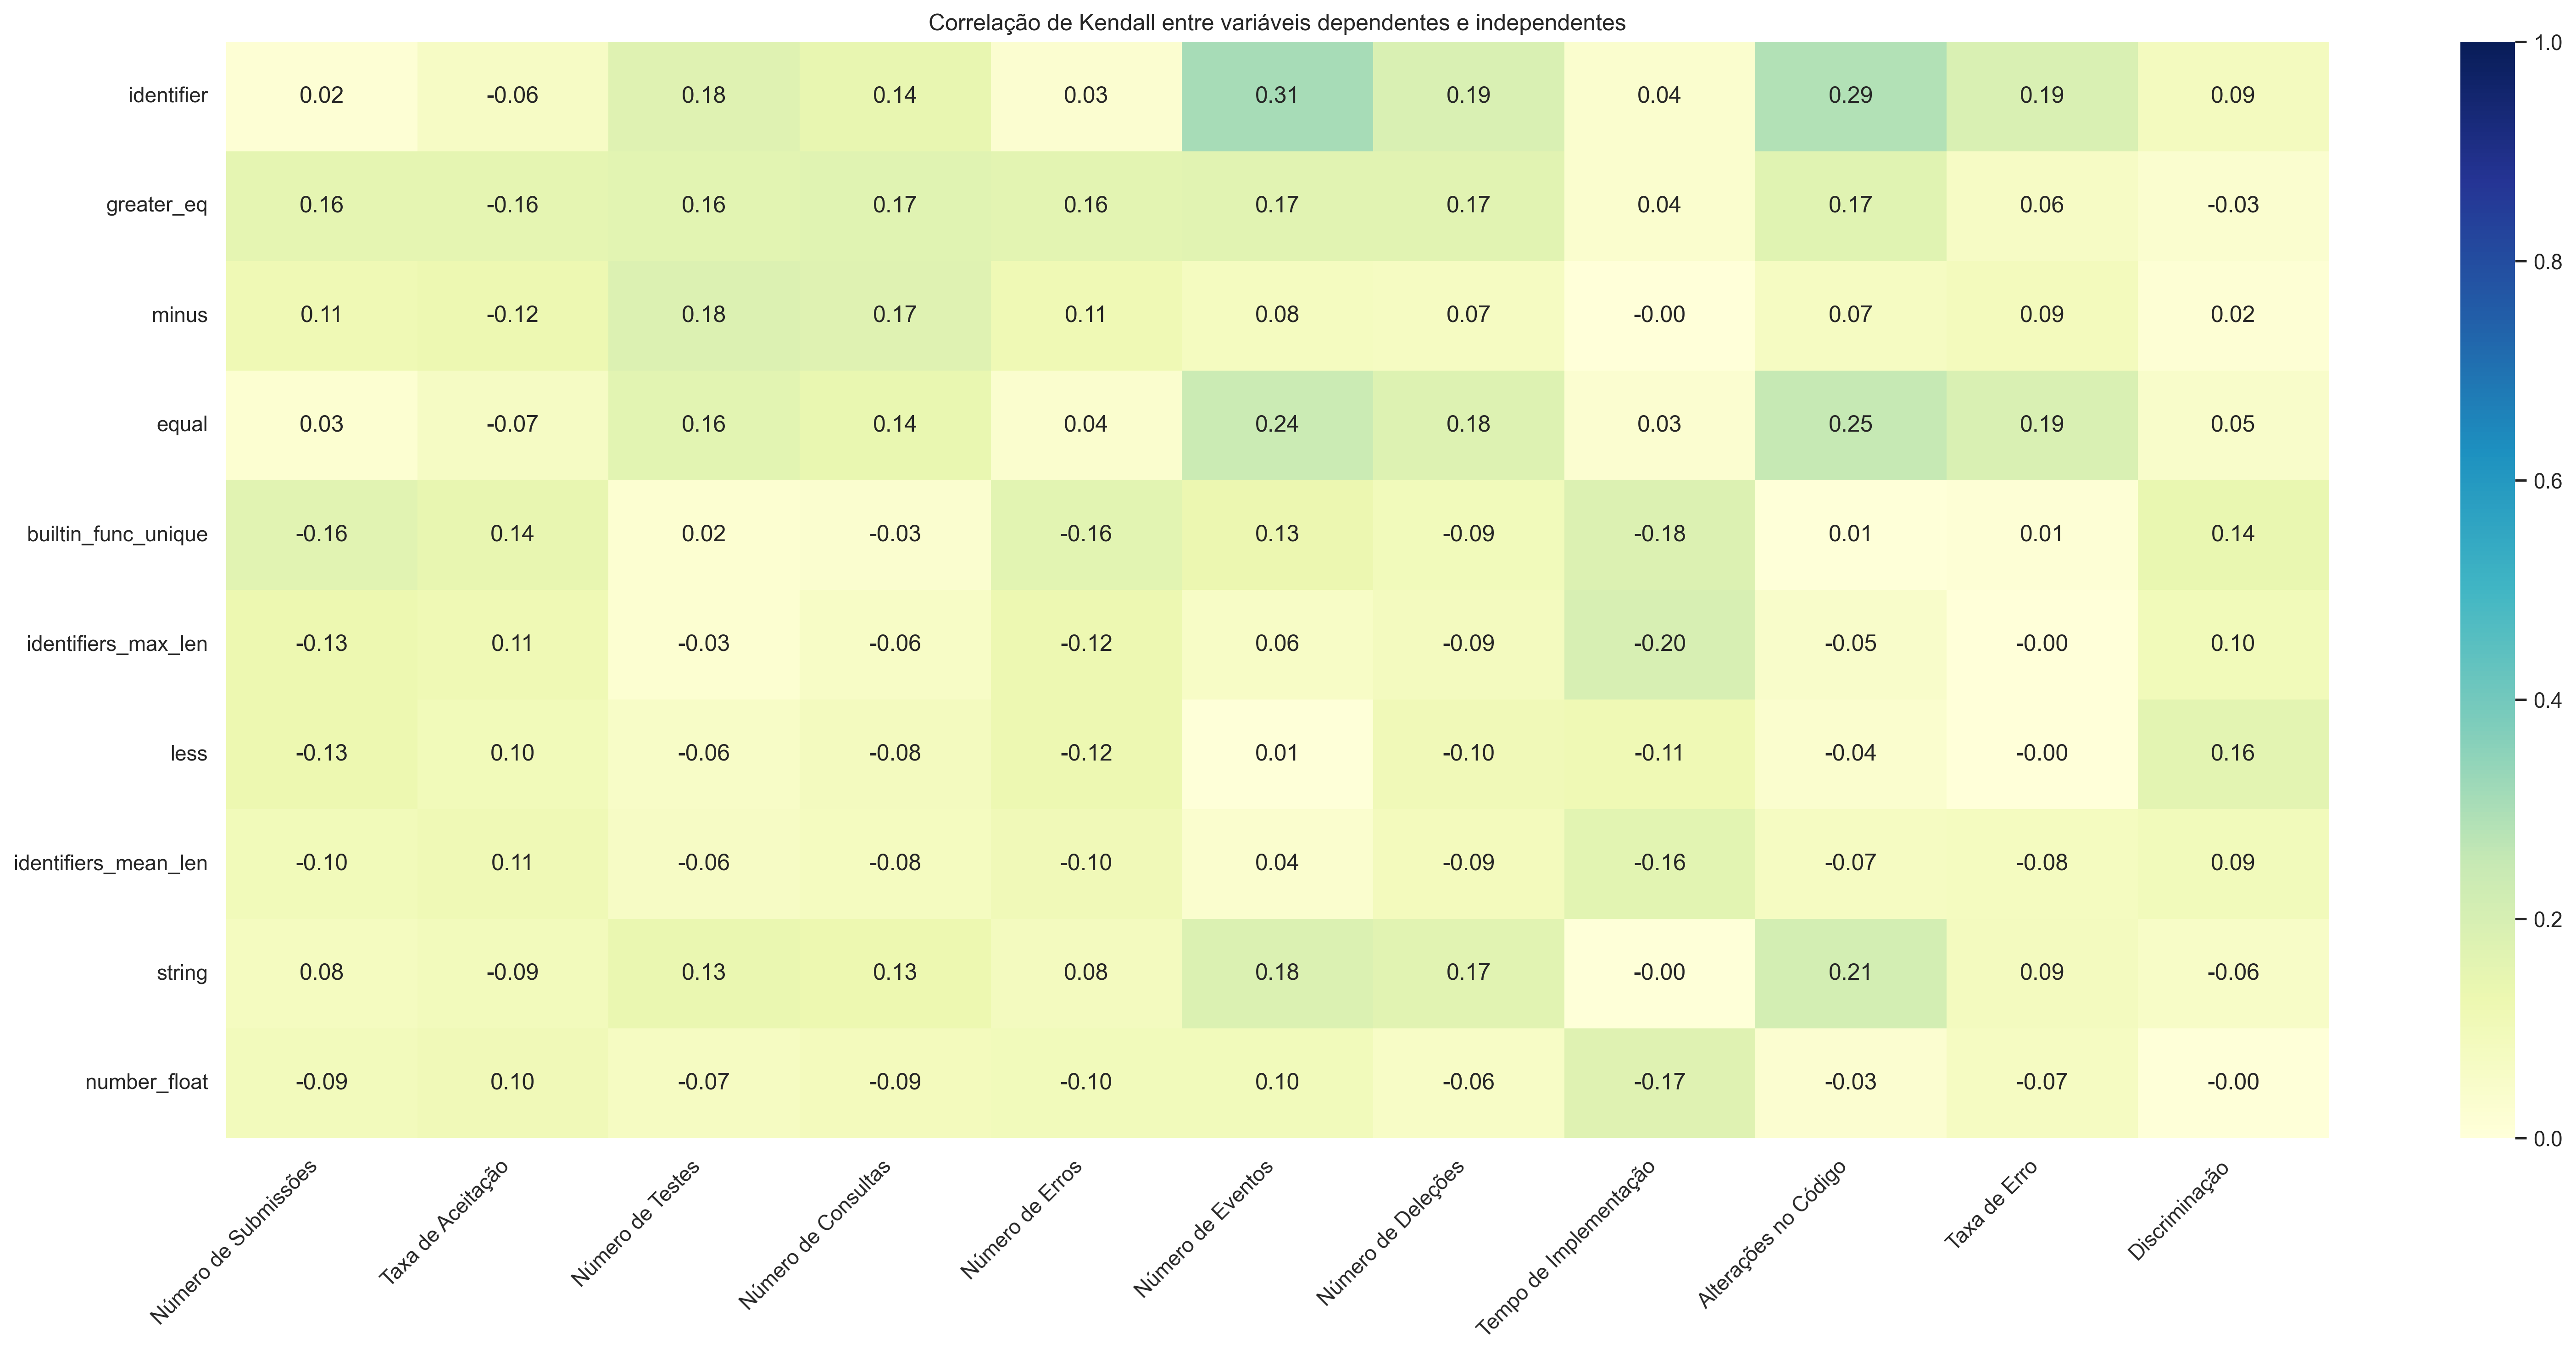 Correlação de Kendall entre variáveis dependentes e independentes
identifier 0.02 -0.06 0.18 0.14 0.03 0.31 0.19 0.04 0.29 0.19 0.09
greater_eq 0.16 -0.16 0.16 0.17 0.16 0.17 0.17 0.04 0.17 0.06 -0.03
minus 0.11 -0.12 0.18 0.17 0.11 0.08 0.07 -0.00 0.07 0.09 0.02
equal 0.03 -0.07 0.16 0.14 0.04 0.24 0.18 0.03 0.25 0.19 0.05
builtin_func_unique -0.16 0.14 0.02 -0.03 -0.16 0.13 -0.09 -0.18 0.01 0.01 0.14
identifiers_max_len -0.13 0.11 -0.03 -0.06 -0.12 0.06 -0.09 -0.20 -0.05 -0.00 0.10
less -0.13 0.10 -0.06 -0.08 -0.12 0.01 -0.10 -0.11 -0.04 -0.00 0.16
identifiers_mean_len -0.10 0.11 -0.06 -0.08 -0.10 0.04 -0.09 -0.16 -0.07 -0.08 0.09
string 0.08 -0.09 0.13 0.13 0.08 0.18 0.17 -0.00 0.21 0.09 -0.06
number_float -0.09 0.10 -0.07 -0.09 -0.10 0.10 -0.06 -0.17 -0.03 -0.07 -0.00
Número de Submissões
Taxa de Aceitação
Número de Testes
Número de Consultas
Número de Erros
Número de Eventos
Número de Deleções
Tempo de Implementação
Alterações no Código
Taxa de Erro
Discriminação
1.0
0.8
0.6
0.4
0.2
0.0